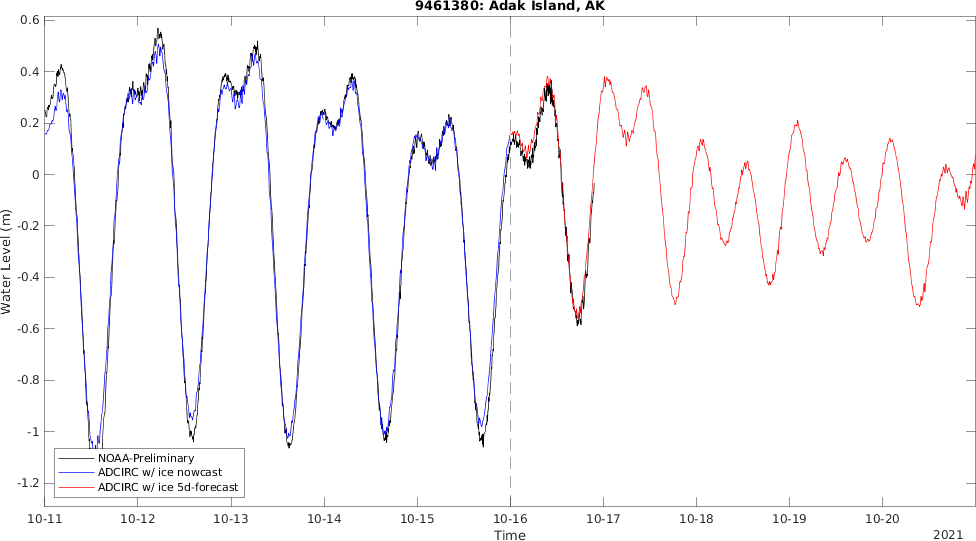 9461380: Adak Island, AK
0.6
0.4
0.2
0
-0.2
-0.4
-0.6
-0.8
-1
-1.2
Water Level (m)
NOAA-Preliminary
ADCIRC w/ ice nowcast
ADCIRC w/ ice 5d-forecast
10-11 10-12 10-13 10-14 10-15 10-16 10-17 10-18 10-19 10-20
Time
2021